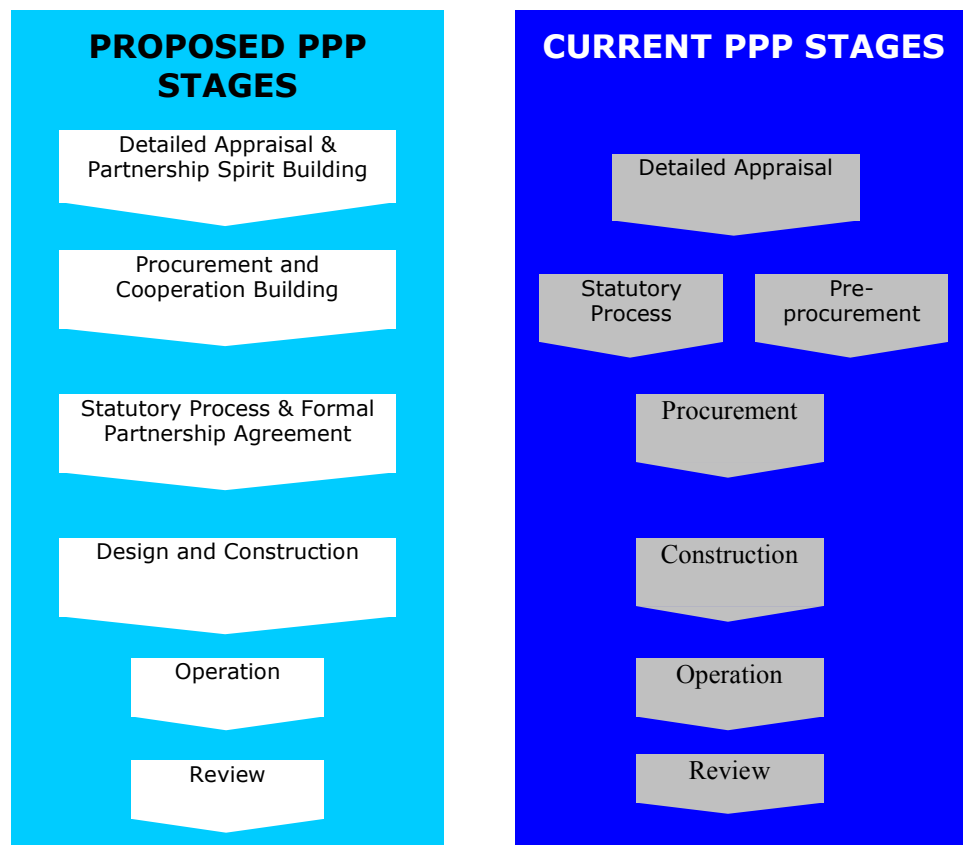 PROPOSED PPP
STAGES
Detailed Appraisal &
Partnership Spirit Building
Procurement and
Cooperation Building
Statutory Process & Formal
Partnership Agreement
Design and Construction
Operation
Review
CURRENT PPP STAGES
Detailed Appraisal
Statutory
Process
Pre-
procurement
Procurement
Construction
Operation
Review